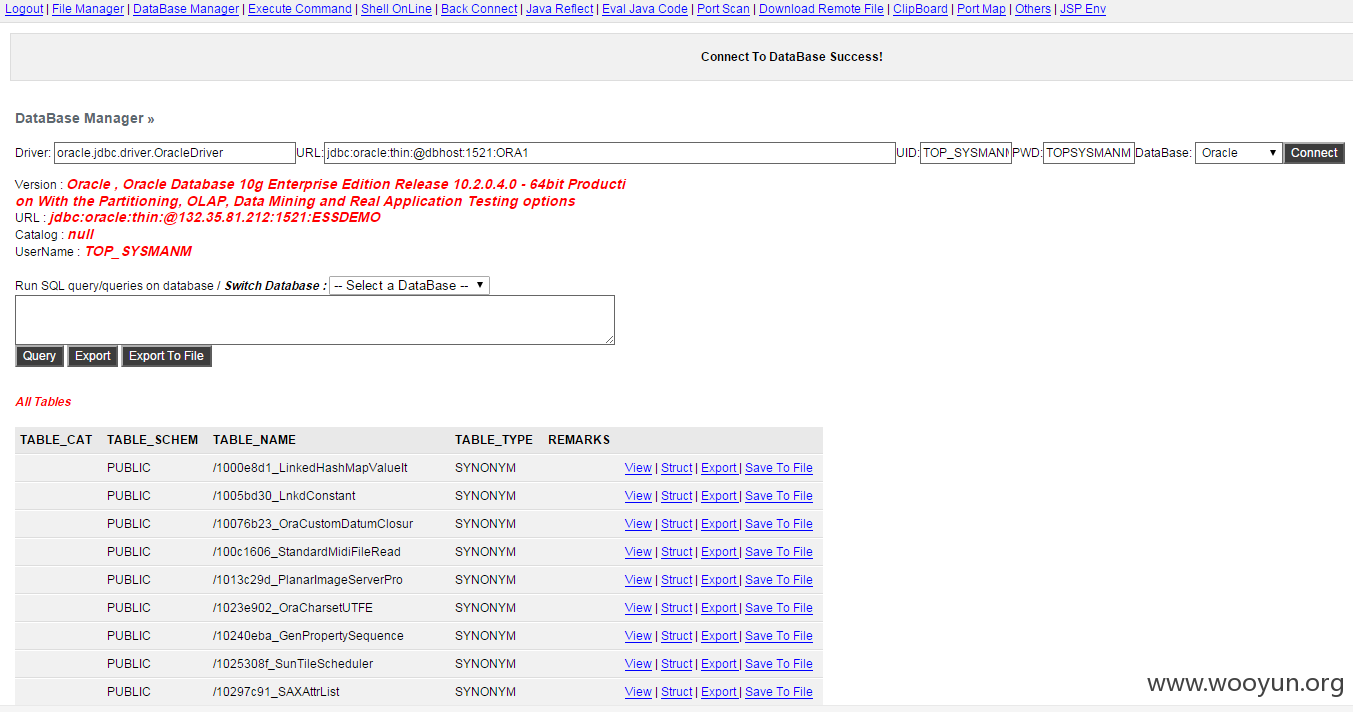 Logout | File Manager | DataBase Manager | Execute Command | Shell OnLine | Back Connect | Java Reflect | Eval Java Code | Port Scan | Download Remote File | ClipBoard | Port Map | Others | JSP Env
Connect To DataBase Success!
DataBase Manager »
Driver: oracle.jdbc.driver.OracleDriver URL: jdbc:oracle:thin:@dbhost:1521:ORA1 UID: TOP_SYSMANM PWD: TOPSYSMANM DataBase: Oracle Connect
Version : Oracle , Oracle Database 10g Enterprise Edition Release 10.2.0.4.0 - 64bit Producti
on With the Partitioning, OLAP, Data Mining and Real Application Testing options
URL : jdbc:oracle:thin:@132.35.81.212:1521:ESSDEMO
Catalog : null
UserName : TOP_SYSMANM
Run SQL query/queries on database / Switch Database : -- Select a DataBase --
Query Export Export To File
All Tables
TABLE_CAT TABLE_SCHEM TABLE_NAME TABLE_TYPE REMARKS
PUBLIC /1000e8d1_LinkedHashMapValueIt SYNONYM View | Struct | Export | Save To File
PUBLIC /1005bd30_LnkdConstant SYNONYM View | Struct | Export | Save To File
PUBLIC /10076b23_OraCustomDatumClosur SYNONYM View | Struct | Export | Save To File
PUBLIC /100c1606_StandardMidiFileRead SYNONYM View | Struct | Export | Save To File
PUBLIC /1013c29d_PlanarImageServerPro SYNONYM View | Struct | Export | Save To File
PUBLIC /1023e902_OraCharsetUTFE SYNONYM View | Struct | Export | Save To File
PUBLIC /10240eba_GenPropertySequence SYNONYM View | Struct | Export | Save To File
PUBLIC /1025308f_SunTileScheduler SYNONYM View | Struct | Export | Save To File
PUBLIC /10297c91_SAXAttrList SYNONYM View | Struct | Export | Save To File
www.wooyun.org